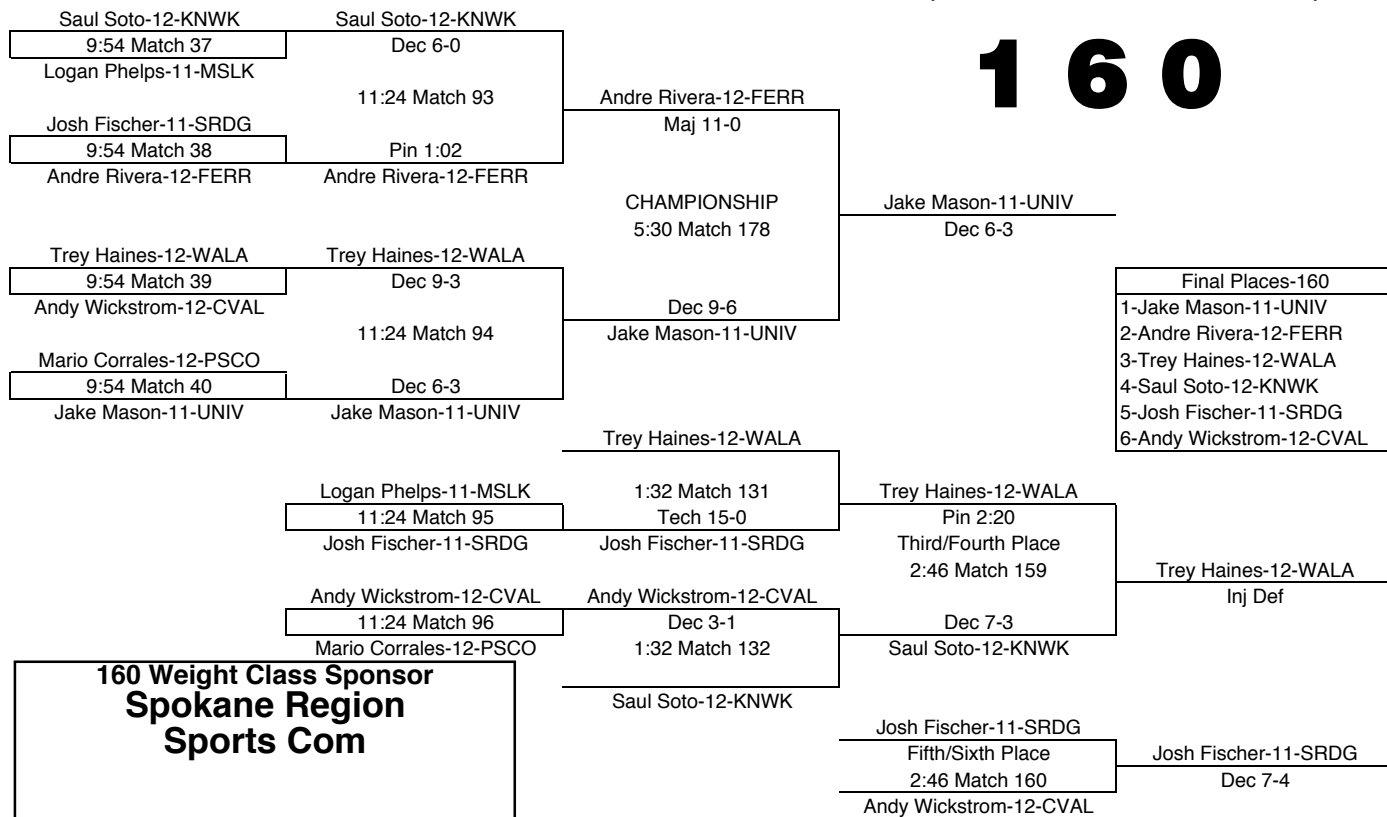 160
Saul Soto-12-KNWK
9:54 Match 37
Logan Phelps-11-MSLK
Josh Fischer-11-SRDG
9:54 Match 38
Andre Rivera-12-FERR
Trey Haines-12-WALA
9:54 Match 39
Andy Wickstrom-12-CVAL
Mario Corrales-12-PSCO
9:54 Match 40
Jake Mason-11-UNIV
Saul Soto-12-KNWK
Dec 6-0
11:24 Match 93
Pin 1:02
Andre Rivera-12-FERR
Trey Haines-12-WALA
Dec 9-3
11:24 Match 94
Dec 6-3
Jake Mason-11-UNIV
Andre Rivera-12-FERR
Maj 11-0
CHAMPIONSHIP
5:30 Match 178
Dec 9-6
Jake Mason-11-UNIV
Jake Mason-11-UNIV
Dec 6-3
Final Places-160
1-Jake Mason-11-UNIV
2-Andre Rivera-12-FERR
3-Trey Haines-12-WALA
4-Saul Soto-12-KNWK
5-Josh Fischer-11-SRDG
6-Andy Wickstrom-12-CVAL
Logan Phelps-11-MSLK
11:24 Match 95
Josh Fischer-11-SRDG
Andy Wickstrom-12-CVAL
11:24 Match 96
Mario Corrales-12-PSCO
Trey Haines-12-WALA
1:32 Match 131
Tech 15-0
Josh Fischer-11-SRDG
Andy Wickstrom-12-CVAL
Dec 3-1
1:32 Match 132
Saul Soto-12-KNWK
Trey Haines-12-WALA
Pin 2:20
Third/Fourth Place
2:46 Match 159
Dec 7-3
Saul Soto-12-KNWK
Trey Haines-12-WALA
Inj Def
Josh Fischer-11-SRDG
Fifth/Sixth Place
2:46 Match 160
Andy Wickstrom-12-CVAL
Josh Fischer-11-SRDG
Dec 7-4
160 Weight Class Sponsor
Spokane Region
Sports Com